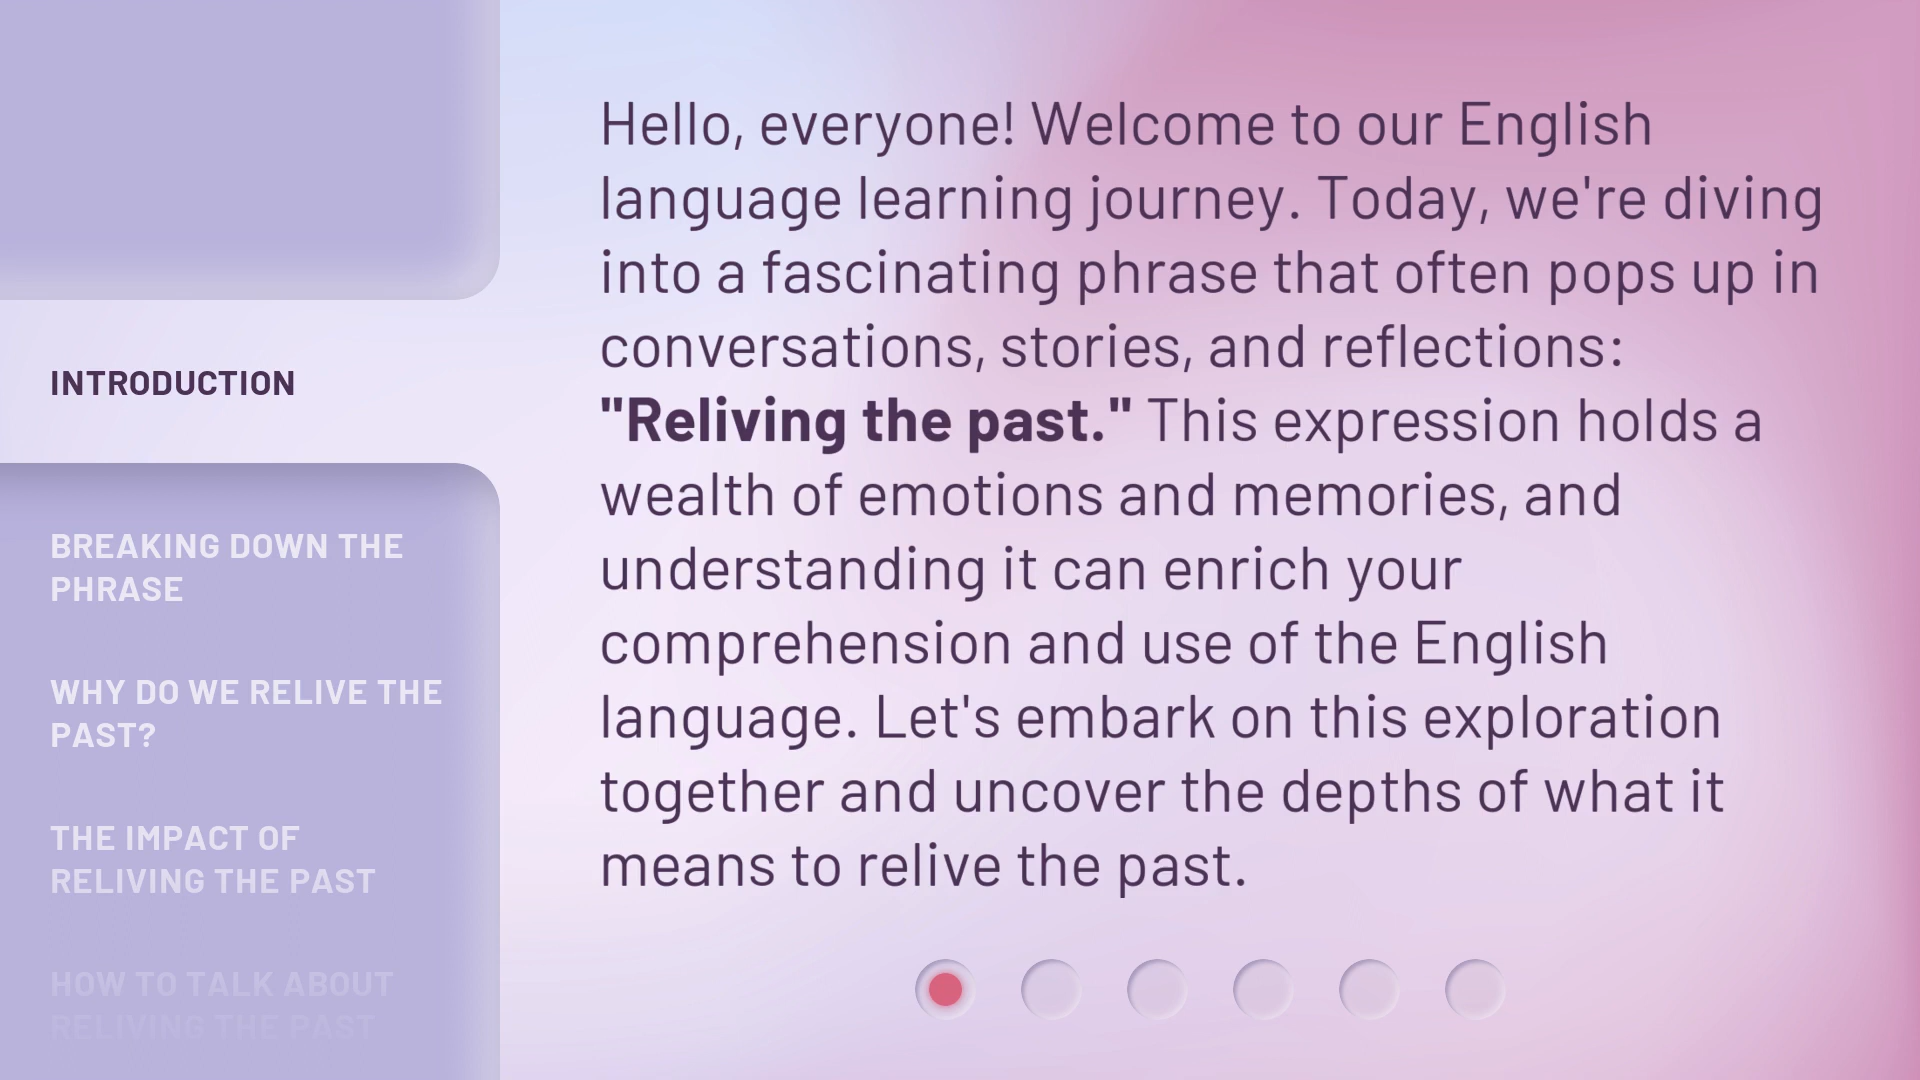 INTRODUCTION
BREAKING DOWN THE
PHRASE
WHY DO WE RELIVE THE
PAST?
THE IMPACT OF
RELIVING THE PAST
HOW TO TALK ABOUT
RELIVING THE PAST
Hello, everyone! Welcome to our English
language learning journey. Today, we're diving
into a fascinating phrase that often pops up in
conversations, stories, and reflections:
"Reliving the past." This expression holds a
wealth of emotions and memories, and
understanding it can enrich your
comprehension and use of the English
language. Let's embark on this exploration
together and uncover the depths of what it
means to relive the past.